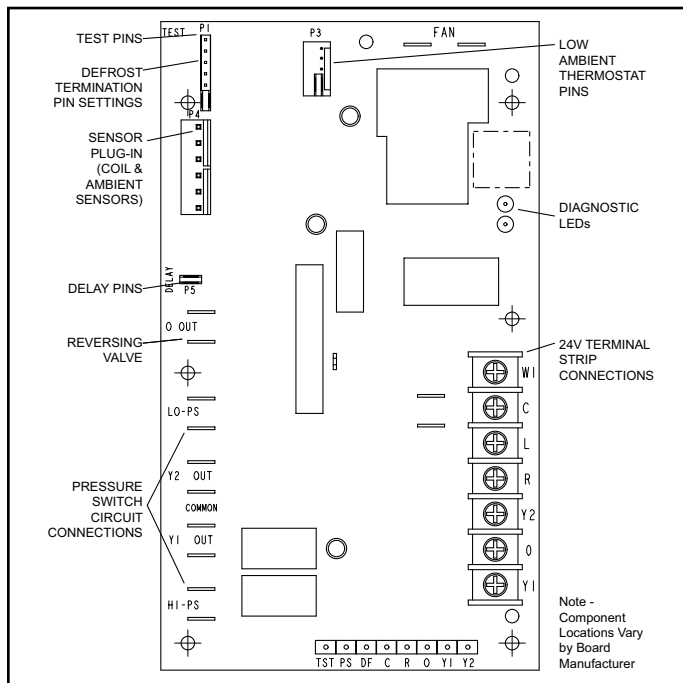 TEST PINS
DEFROST
TERMINATION
PIN SETTINGS
SENSOR
PLUG-IN
(COIL &
AMBIENT
SENSORS)
DELAY PINS
REVERSING
VALVE
PRESSURE
SWITCH
CIRCUIT
CONNECTIONS
TEST P1
P4
DELAY
P5
O OUT
LO-PS
Y2 OUT
COMMON
Y1 OUT
HI-PS
P3
FAN
LOW
AMBIENT
THERMOSTAT
PINS
DIAGNOSTIC
LEDs
24V TERMINAL
STRIP
CONNECTIONS
W1
C
L
R
Y2
O
Y1
Note -
Component
Locations Vary
by Board
Manufacturer
TST PS DF C R O Y1 Y2